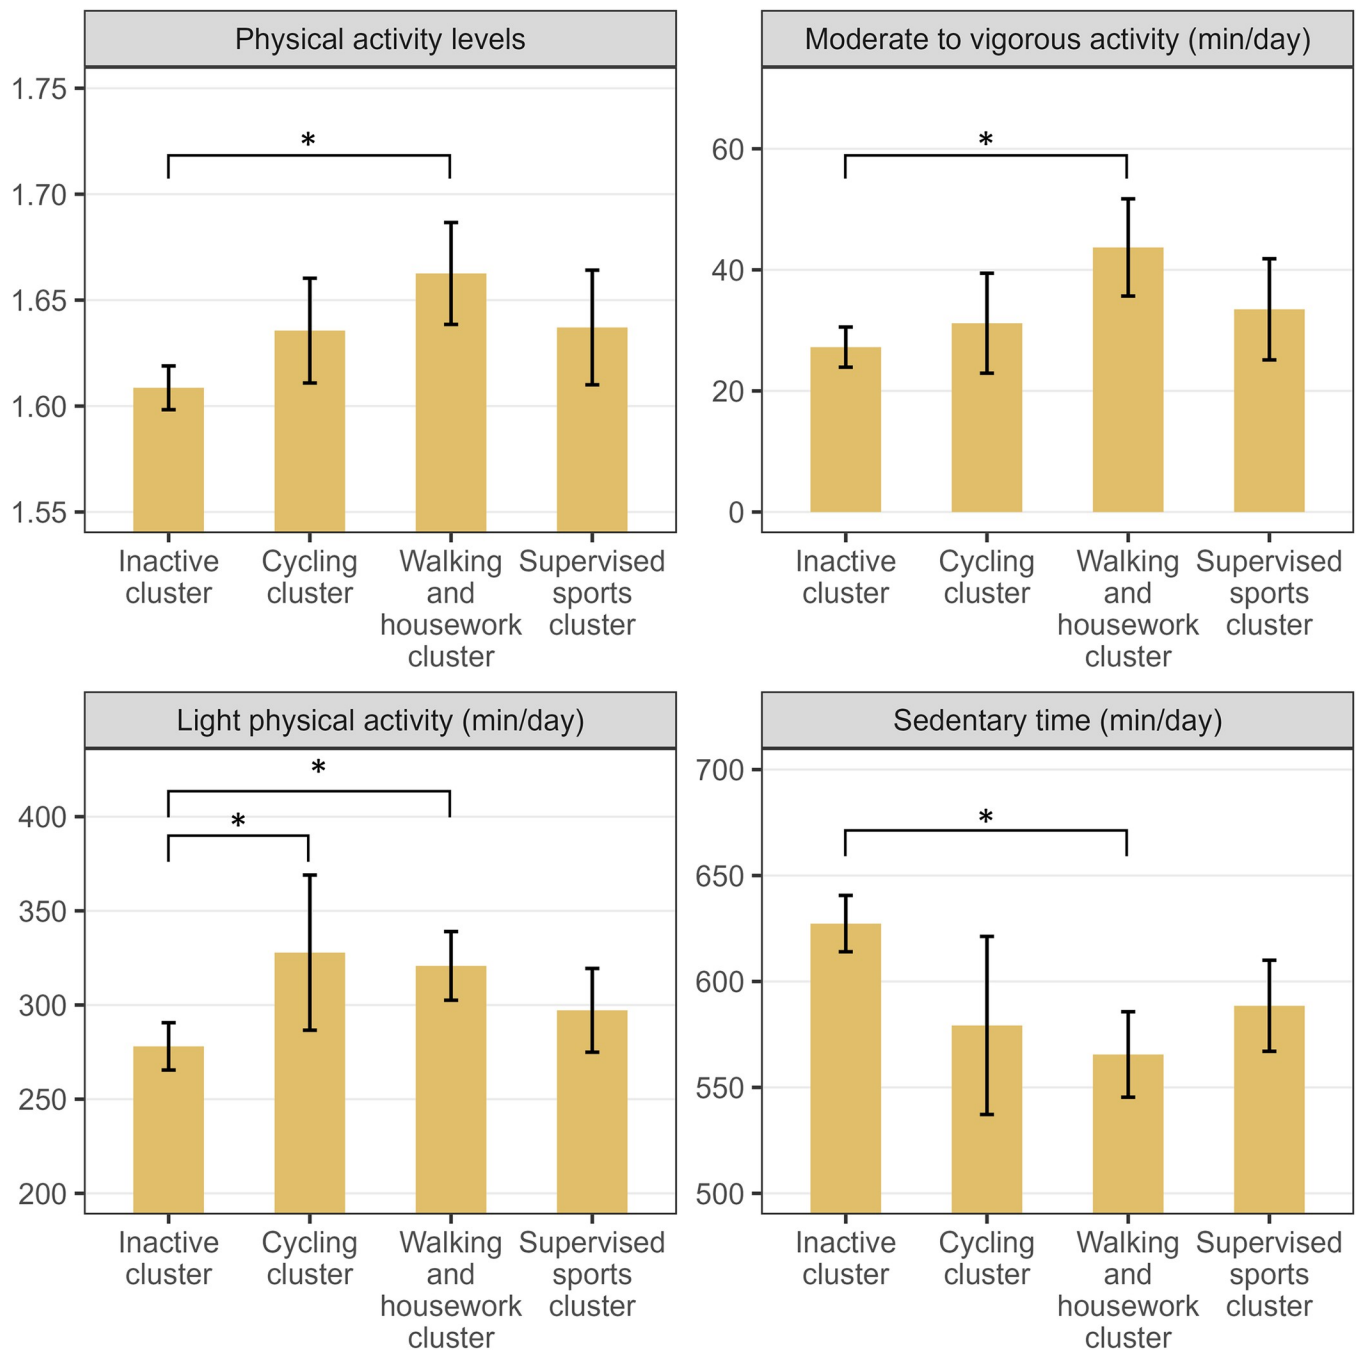 Physical activity levels
1.75
1.70
1.65
1.60
1.55
*
Inactive
cluster
Cycling
cluster
Walking
and
housework
cluster
Supervised
sports
cluster
Moderate to vigorous activity (min/day)
60
40
20
0
*
Inactive
cluster
Cycling
cluster
Walking
and
housework
cluster
Supervised
sports
cluster
Light physical activity (min/day)
400
350
300
250
200
*
*
Inactive
cluster
Cycling
cluster
Walking
and
housework
cluster
Supervised
sports
cluster
Sedentary time (min/day)
700
650
600
550
500
*
Inactive
cluster
Cycling
cluster
Walking
and
housework
cluster
Supervised
sports
cluster